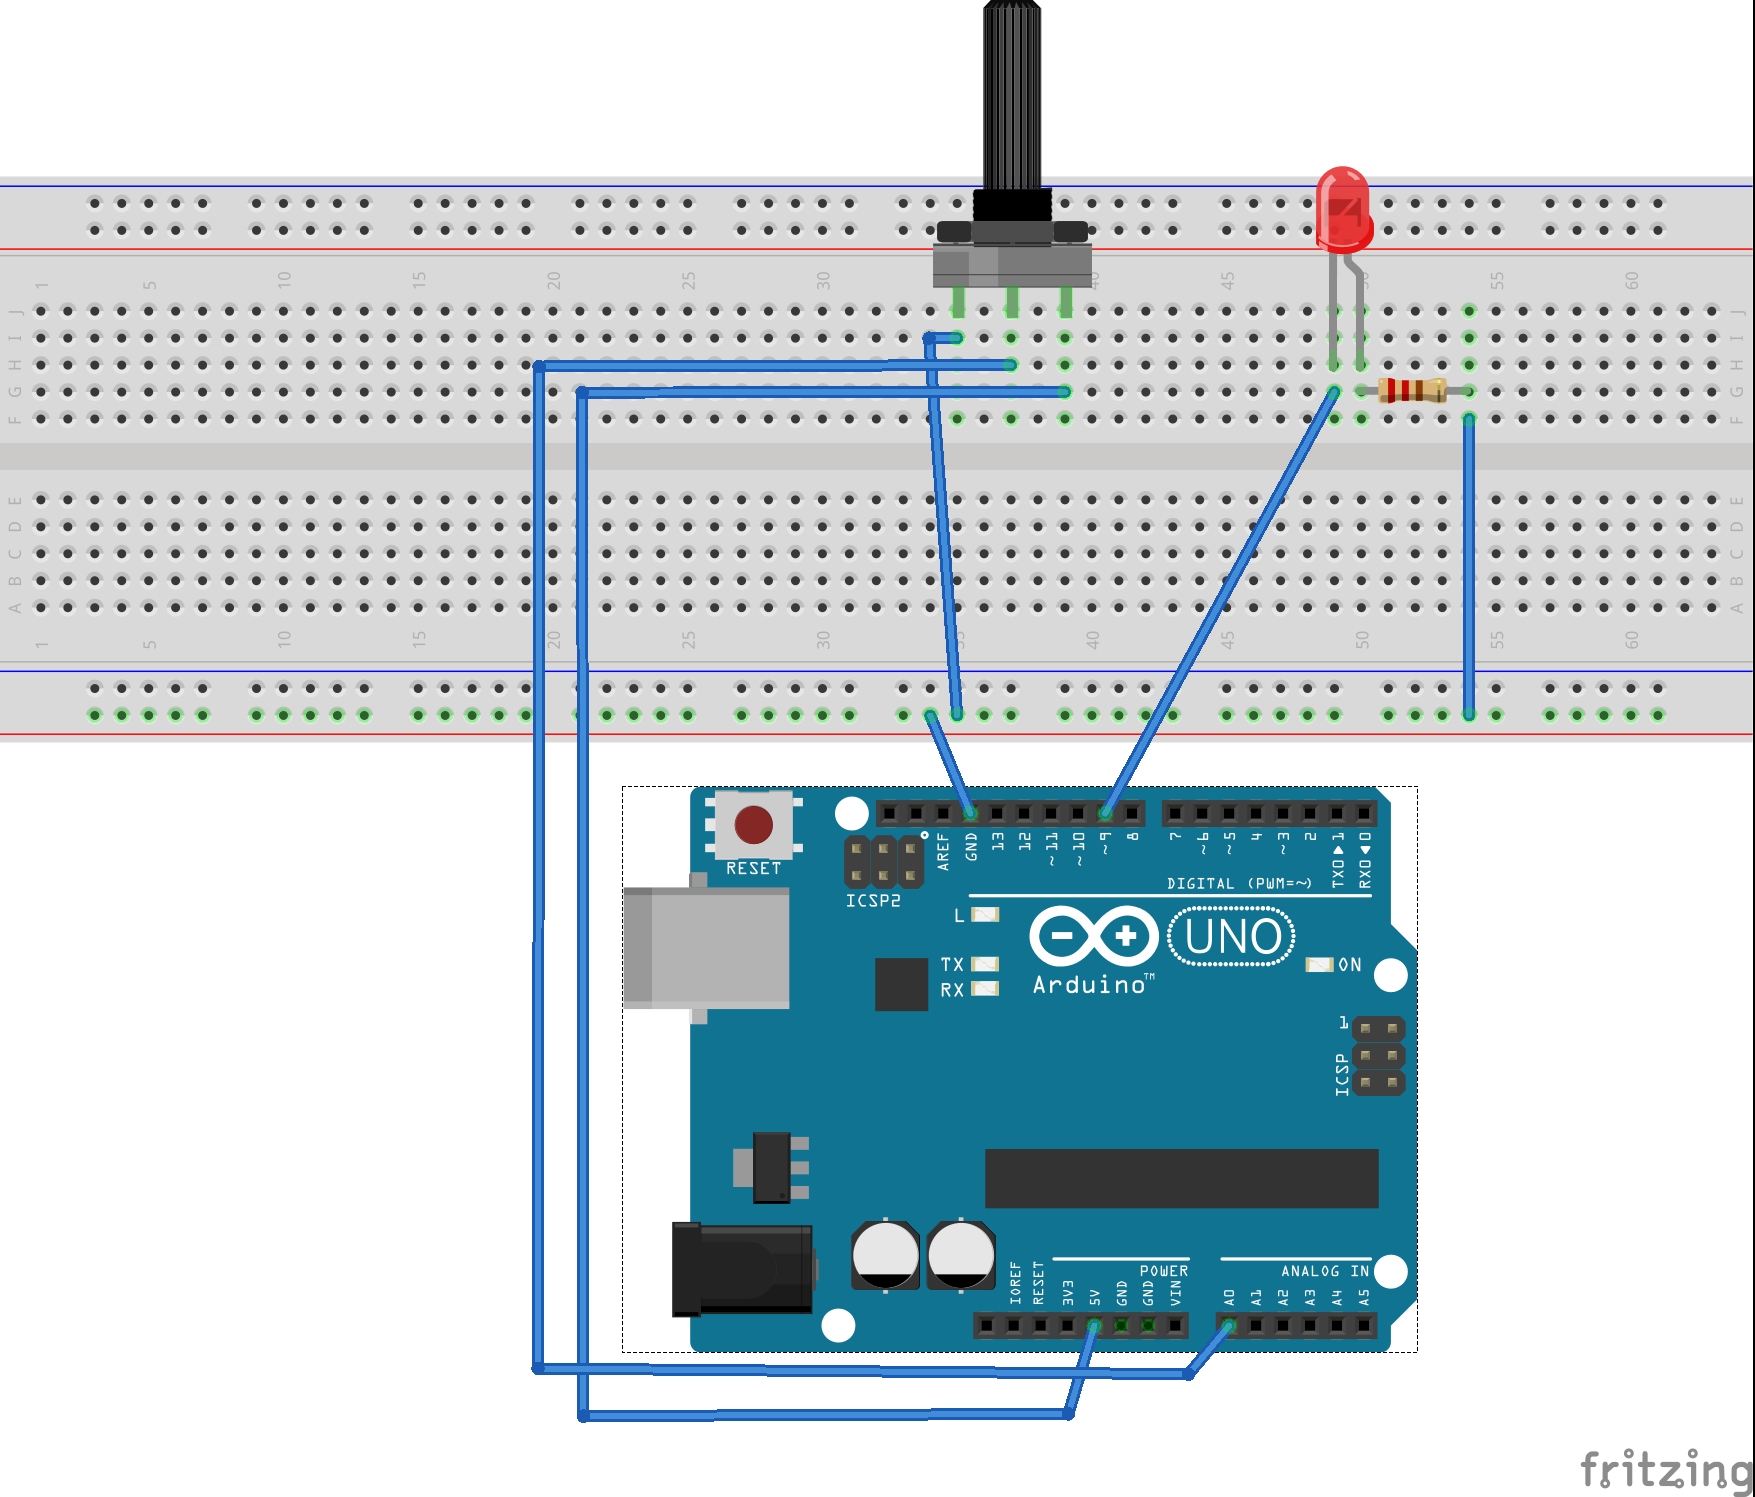 1 5 10 15 20 25 30 40 45 55 60
J J
I I
H H
G G
F F
E E
D D
C C
B B
A A
1 5 10 15 20 25 30 35 40 45 50 55 60
RESET
AREF GND 13 12 ~11 ~10 ~9 8 7 ~6 ~5 4 ~3 2 TX0▶1 RX0◀0
ICSP2
DIGITAL (PWM=~)
L
TX
RX
UNO
Arduino™
ON
1
ICSP
POWER
ANALOG IN
IOREF RESET 3V3 5V GND GND VIN A0 A1 A2 A3 A4 A5
fritzing